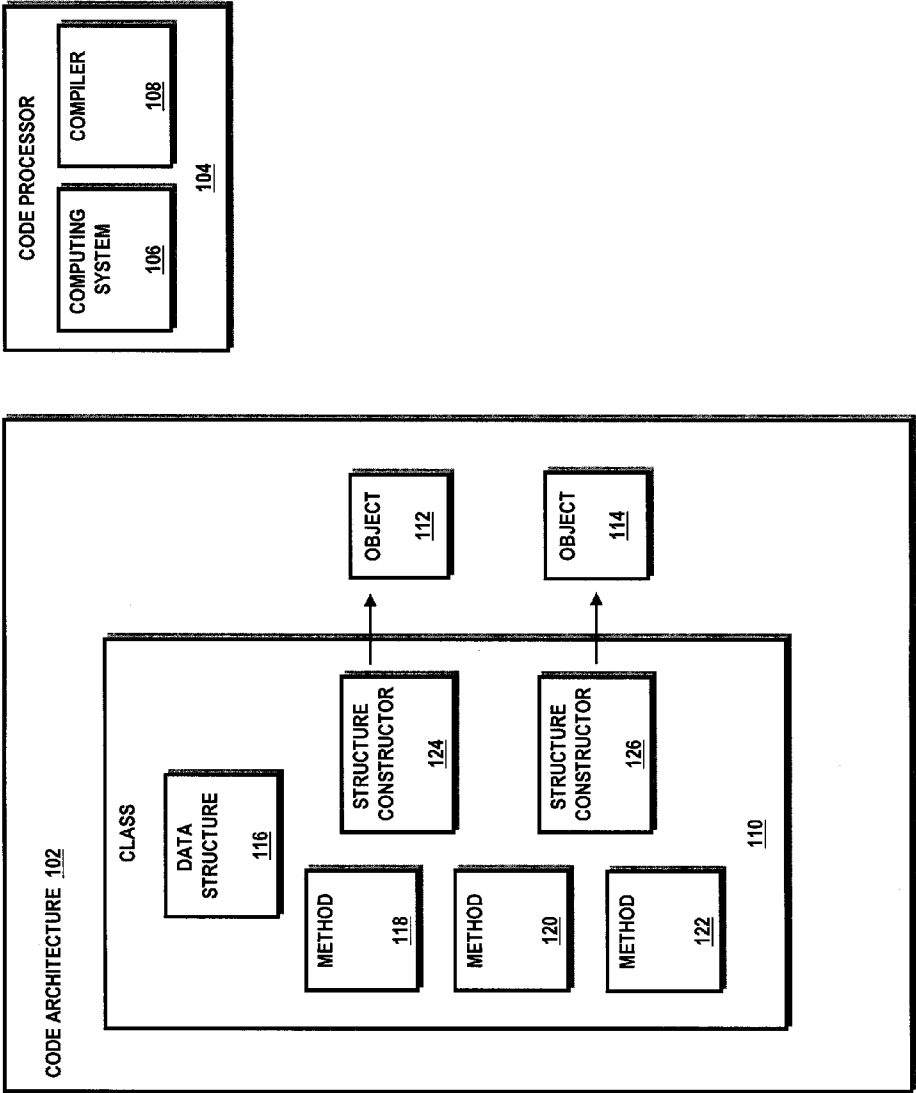 CODE ARCHITECTURE 102
CLASS
DATA
STRUCTURE
116
METHOD
118
METHOD
120
METHOD
122
STRUCTURE
CONSTRUCTOR
124
STRUCTURE
CONSTRUCTOR
126
110
OBJECT
112
OBJECT
114
CODE PROCESSOR
COMPUTING
SYSTEM
106
COMPILER
108
104